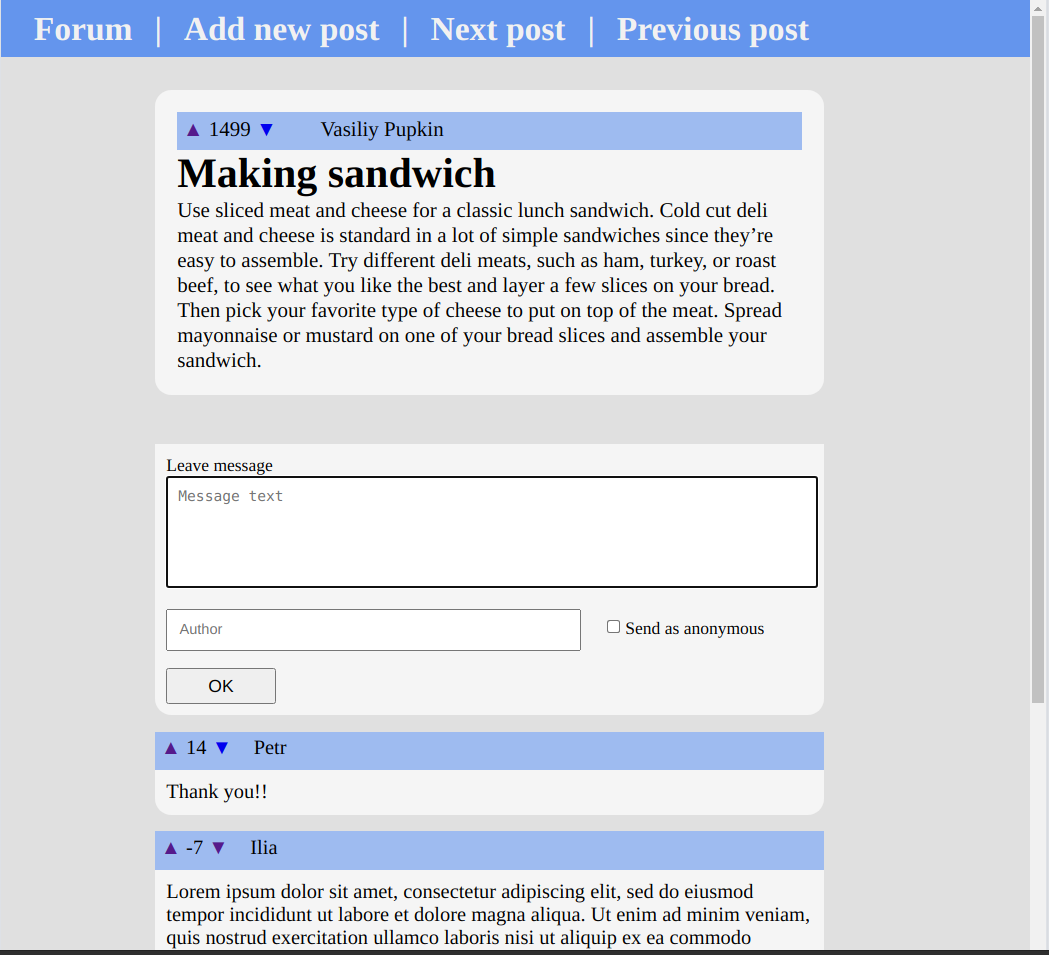 Forum | Add new post | Next post | Previous post
▲ 1499 ▼ Vasiliy Pupkin
Making sandwich
Use sliced meat and cheese for a classic lunch sandwich. Cold cut deli
meat and cheese is standard in a lot of simple sandwiches since they’re
easy to assemble. Try different deli meats, such as ham, turkey, or roast
beef, to see what you like the best and layer a few slices on your bread.
Then pick your favorite type of cheese to put on top of the meat. Spread
mayonnaise or mustard on one of your bread slices and assemble your
sandwich.
Leave message
Message text
Author
Send as anonymous
OK
▲ 14 ▼ Petr
Thank you!!
▲ -7 ▼ Ilia
Lorem ipsum dolor sit amet, consectetur adipiscing elit, sed do eiusmod
tempor incididunt ut labore et dolore magna aliqua. Ut enim ad minim veniam,
quis nostrud exercitation ullamco laboris nisi ut aliquip ex ea commodo